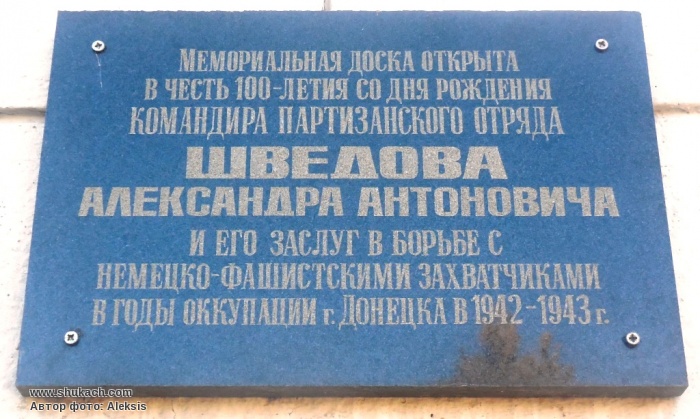 Мемориальная доска открыта
в честь 100-летия со дня рождения
командира партизанского отряда
ШВЕДОВА
АЛЕКСАНДРА АНТОНОВИЧА
и его заслуг в борьбе с
немецко-фашистскими захватчиками
в годы оккупации г. Донецка в 1942-1943 г.
www.shukach.com
Автор фото: Aleksis